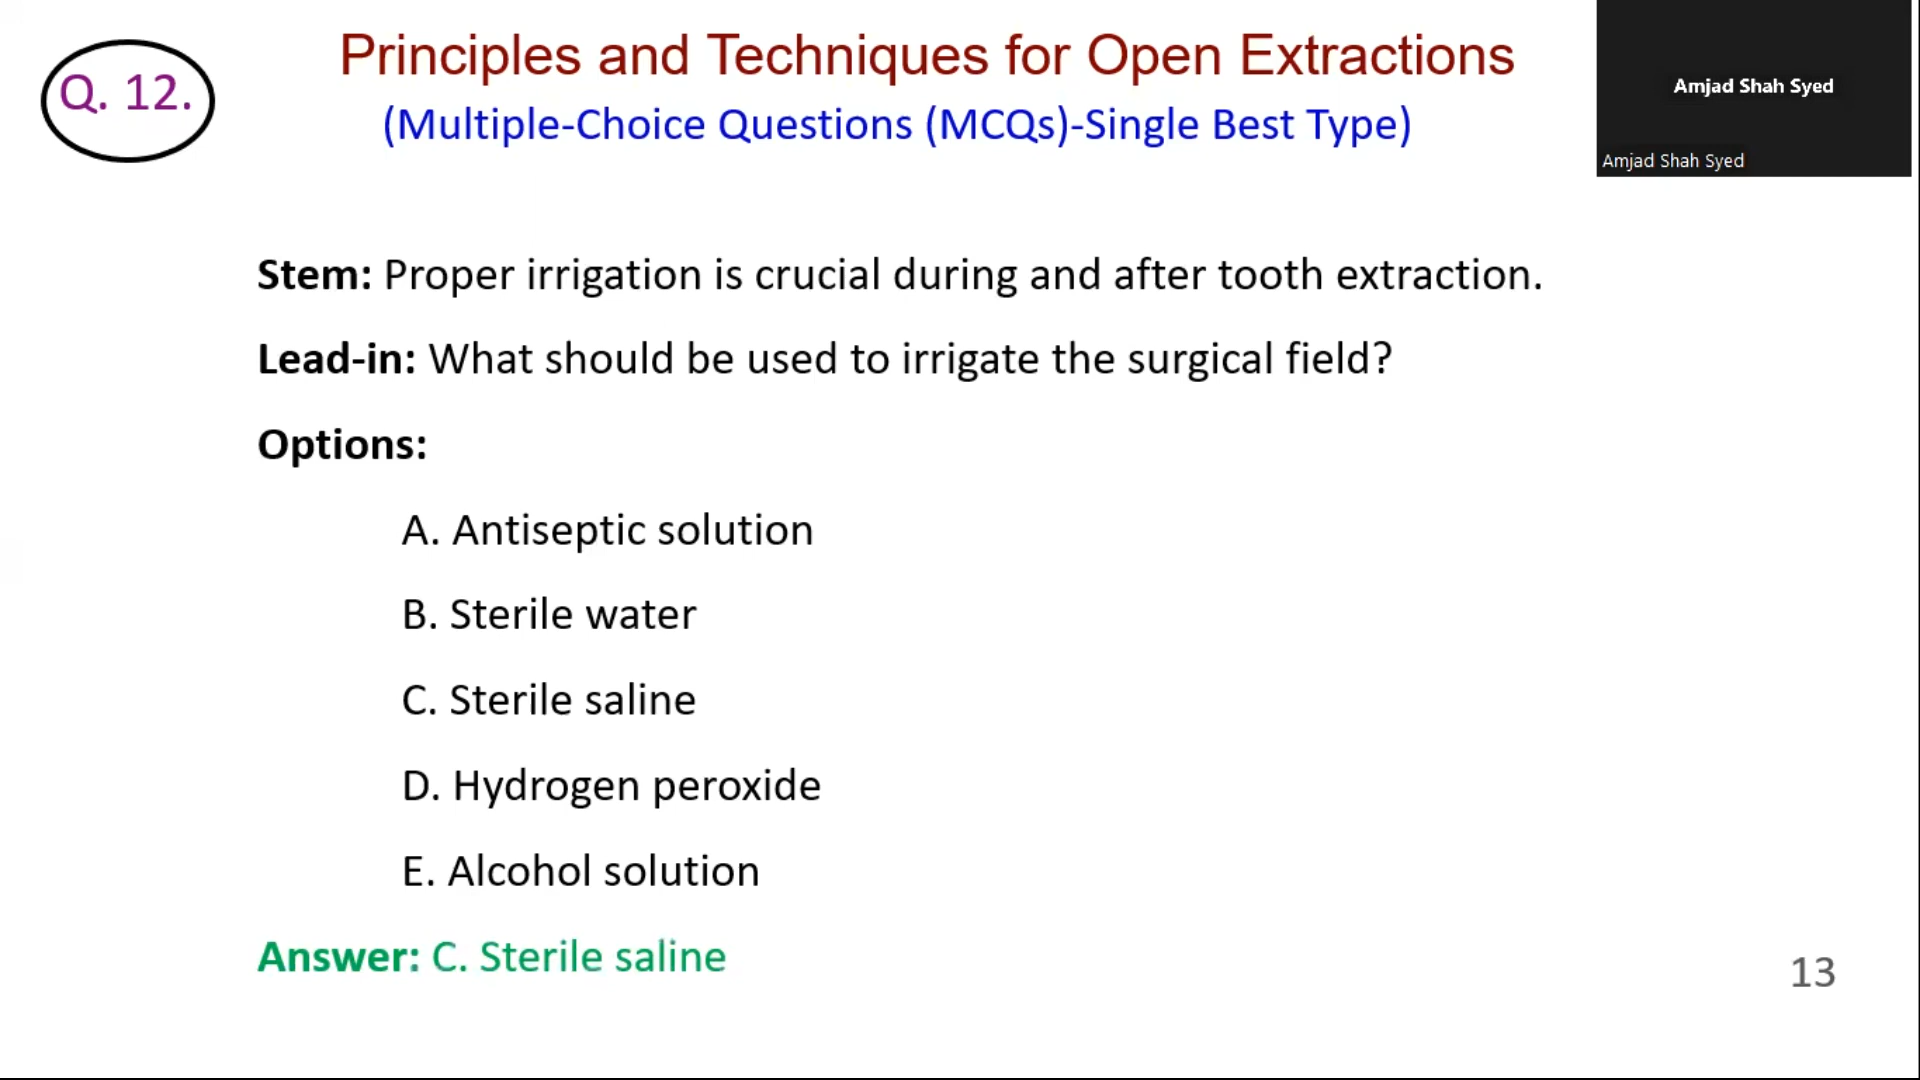 Q. 12.
Principles and Techniques for Open Extractions
(Multiple-Choice Questions (MCQs)-Single Best Type)
Amjad Shah Syed
Amjad Shah Syed
Stem: Proper irrigation is crucial during and after tooth extraction.
Lead-in: What should be used to irrigate the surgical field?
Options:
A. Antiseptic solution
B. Sterile water
C. Sterile saline
D. Hydrogen peroxide
E. Alcohol solution
Answer: C. Sterile saline
13